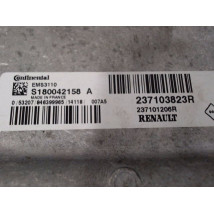 Continental
EMS3110
S180042158 A
MADE IN FRANCE
237103823R
237101206R
RENAULT